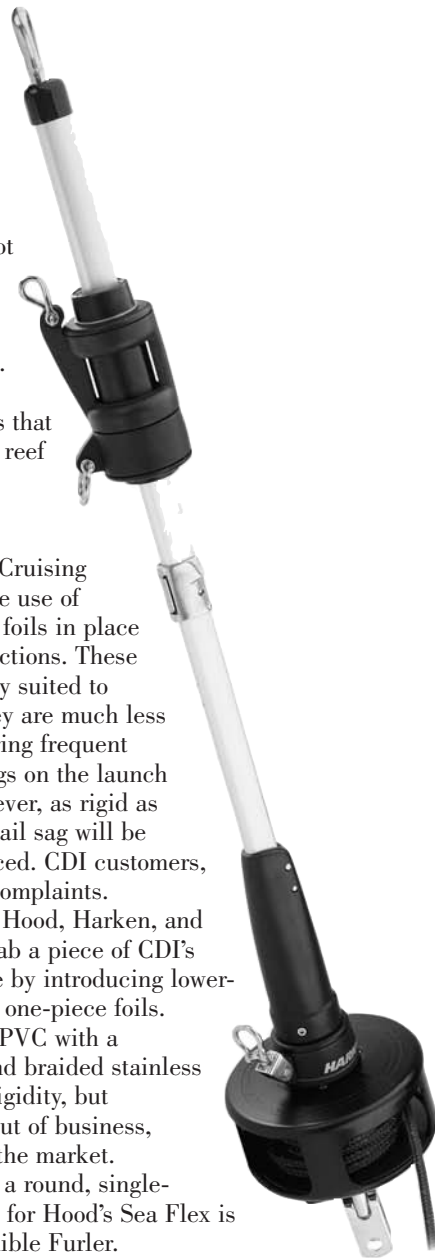 ot
.
s that
reef
Cruising
e use of
foils in place
ctions. These
y suited to
ey are much less
ring frequent
gs on the launch
ever, as rigid as
ail sag will be
ced. CDI customers,
omplaints.
Hood, Harken, and
ab a piece of CDI's
e by introducing lower-
one-piece foils.
PVC with a
nd braided stainless
igidity, but
ut of business,
the market.
a round, single-
for Hood's Sea Flex is
ible Furler.
HAR